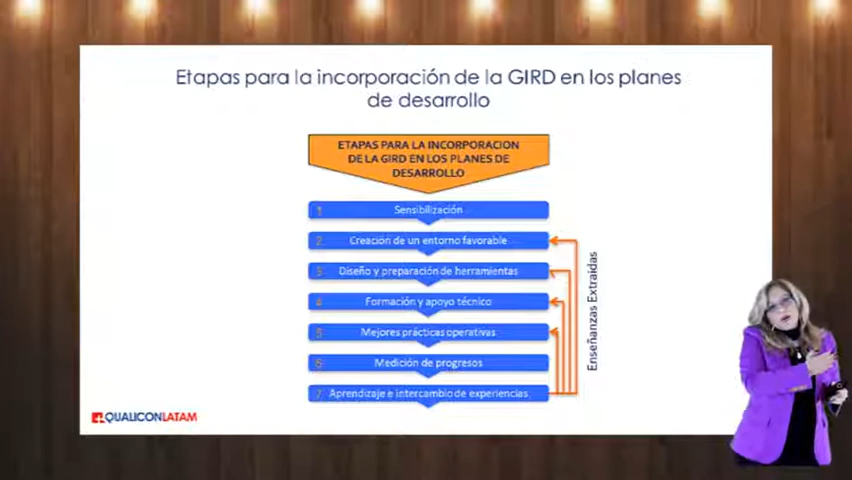 Etapas para la incorporación de la GIRD en los planes
de desarrollo
ETAPAS PARA LA INCORPORACION
DE LA GIRD EN LOS PLANES DE
DESARROLLO
1 Sensibilización
2 Creación de un entorno favorable
3 Diseño y preparación de herramientas
4 Formación y apoyo técnico
5 Mejores prácticas operativas
6 Medición de progresos
7 Aprendizaje e intercambio de experiencias
Enseñanzas Extraídas
QUALICONLATAM